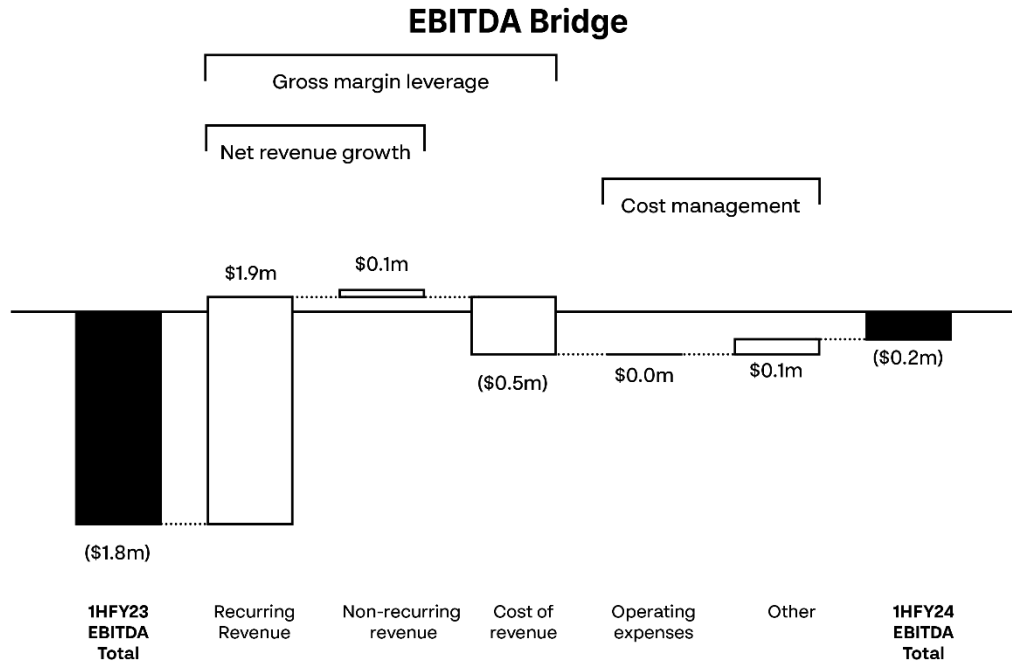 EBITDA Bridge
Gross margin leverage
Net revenue growth
Cost management
$1.9m
$0.1m
($0.5m)
$0.0m
$0.1m
($0.2m)
($1.8m)
1HFY23
EBITDA
Total
Recurring
Revenue
Non-recurring
revenue
Cost of
revenue
Operating
expenses
Other
1HFY24
EBITDA
Total